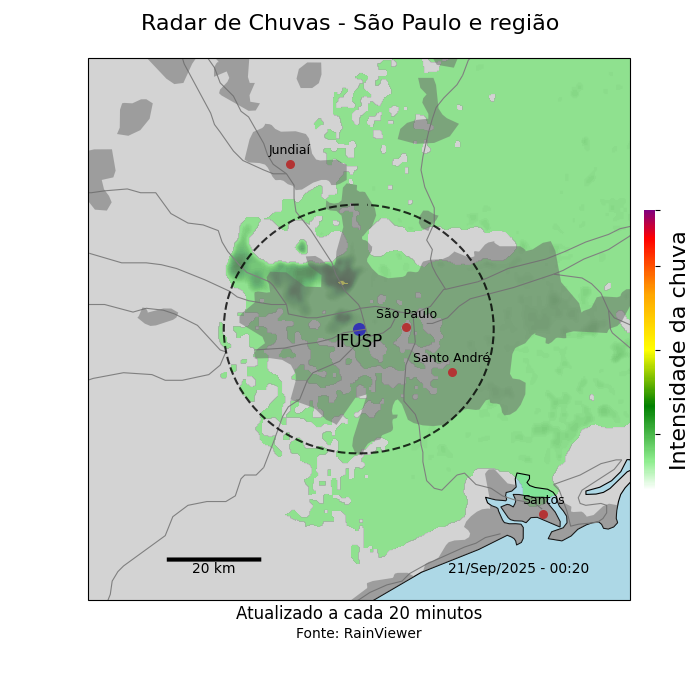 Radar de Chuvas - São Paulo e região
Jundiaí
São Paulo
IFUSP
Santo André
Santos
20 km
21/Sep/2025 - 00:20
Intensidade da chuva
Atualizado a cada 20 minutos
Fonte: RainViewer